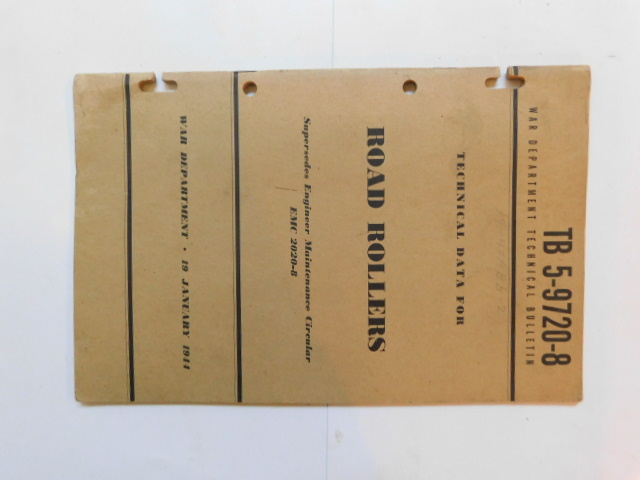 WAR DEPARTMENT TECHNICAL BULLETIN
TB 5-9720-8
TECHNICAL DATA FOR
ROAD ROLLERS
Supersedes Engineer Maintenance Circular
EMC 2020-8
WAR DEPARTMENT • 19 JANUARY 1944